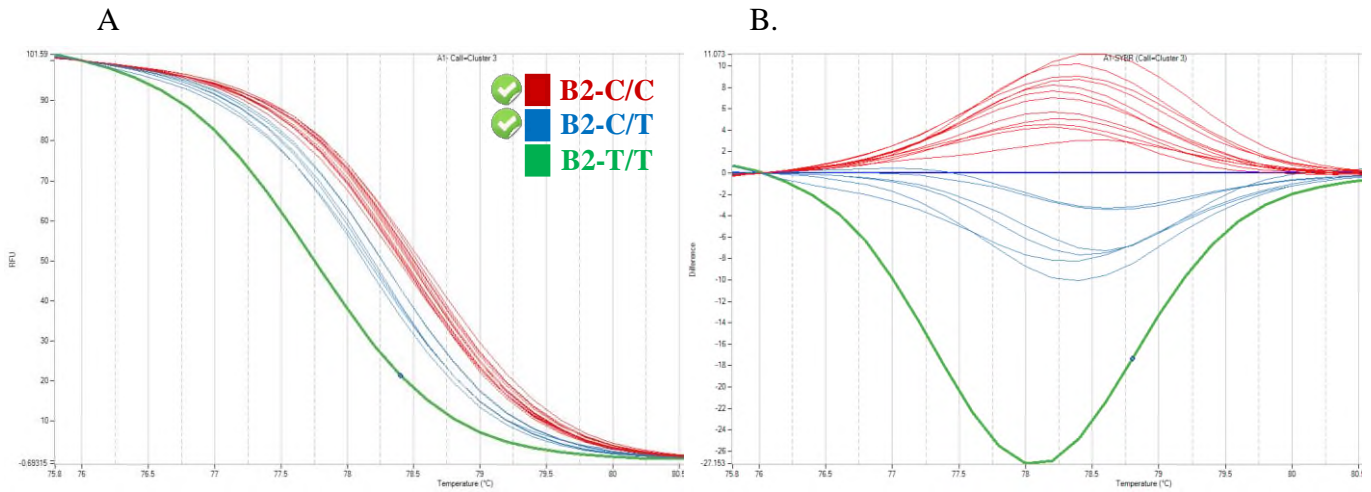 A
B.
A1- Call=Cluster 3
B2-C/C
B2-C/T
B2-T/T
101.59
90
80
70
60
50
40
30
20
10
-0.69315
RFU
75.8 76 76.5 77 77.5 78 78.5 79 79.5 80 80.5
Temperature (°C)
A1-SYBR (Call=Cluster 3)
11.073
10
8
6
4
2
0
-2
-4
-6
-8
-10
-12
-14
-16
-18
-20
-22
-24
-27.153
Difference
75.8 76 76.5 77 77.5 78 78.5 79 79.5 80 80.5
Temperature (°C)